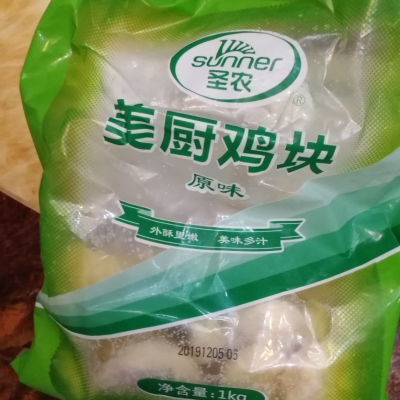 sunner
圣农
®
美厨鸡块
原味
外酥里嫩 美味多汁
20191205 05
净含量:1kg